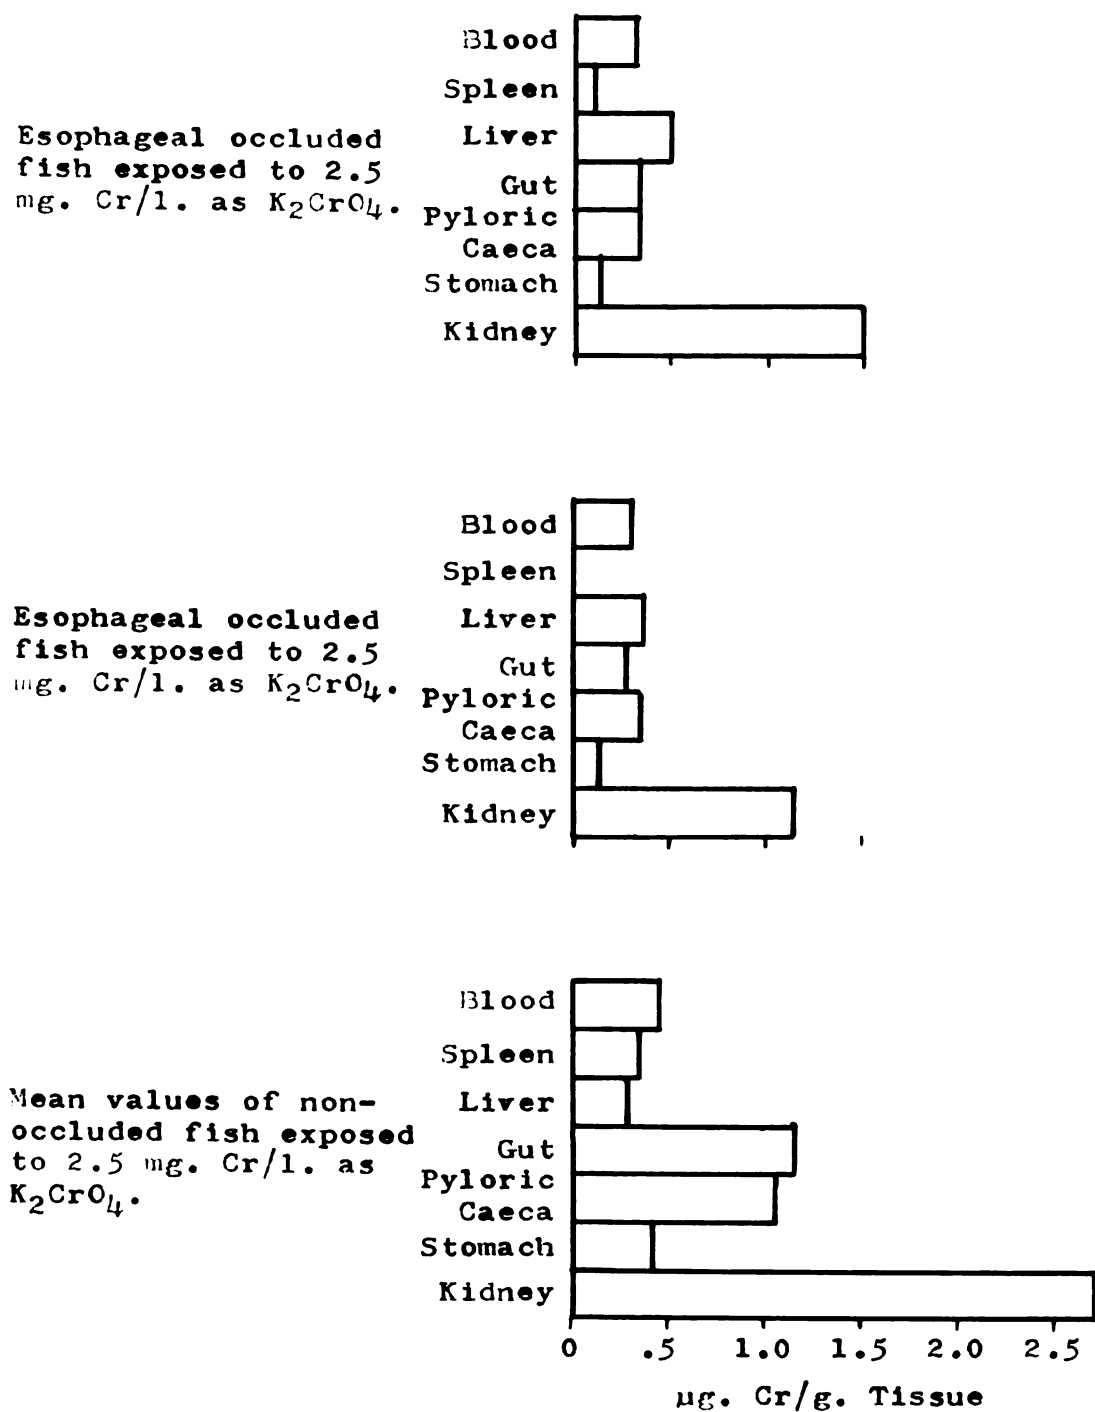 Blood
Spleen
Esophageal occluded
fish exposed to 2.5
mg. Cr/l. as K₂CrO₄.
Liver
Gut
Pyloric
Caeca
Stomach
Kidney
Blood
Spleen
Esophageal occluded
fish exposed to 2.5
mg. Cr/l. as K₂CrO₄.
Liver
Gut
Pyloric
Caeca
Stomach
Kidney
Blood
Spleen
Mean values of non-
occluded fish exposed
to 2.5 mg. Cr/l. as
K₂CrO₄.
Liver
Gut
Pyloric
Caeca
Stomach
Kidney
0 .5 1.0 1.5 2.0 2.5
µg. Cr/g. Tissue